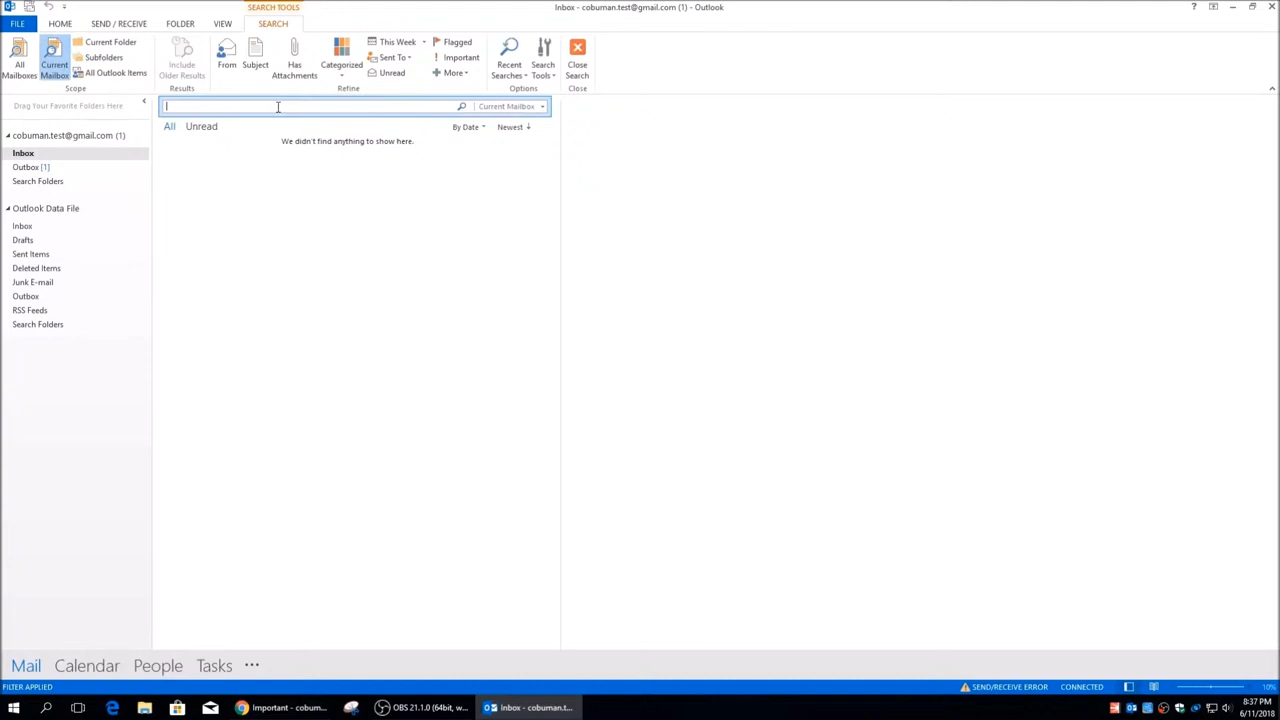 SEARCH TOOLS
Inbox - cobuman.test@gmail.com (1) - Outlook
FILE HOME SEND / RECEIVE FOLDER VIEW SEARCH
All Mailboxes
Current Mailbox
Current Folder
Subfolders
All Outlook Items
Scope
Include Older Results
Results
From
Subject
Has Attachments
Categorized
This Week
Sent To
Unread
Flagged
Important
More
Refine
Recent Searches
Search Tools
Options
Close Search
Close
Drag Your Favorite Folders Here
cobuman.test@gmail.com (1)
Inbox
Outbox [1]
Search Folders
Outlook Data File
Inbox
Drafts
Sent Items
Deleted Items
Junk E-mail
Outbox
RSS Feeds
Search Folders
Current Mailbox
All Unread By Date Newest
We didn't find anything to show here.
Mail Calendar People Tasks ···
FILTER APPLIED SEND/RECEIVE ERROR CONNECTED 10%
Important - cobum...
OBS 21.1.0 (64bit, w...
Inbox - cobuman.t...
8:37 PM
6/11/2018